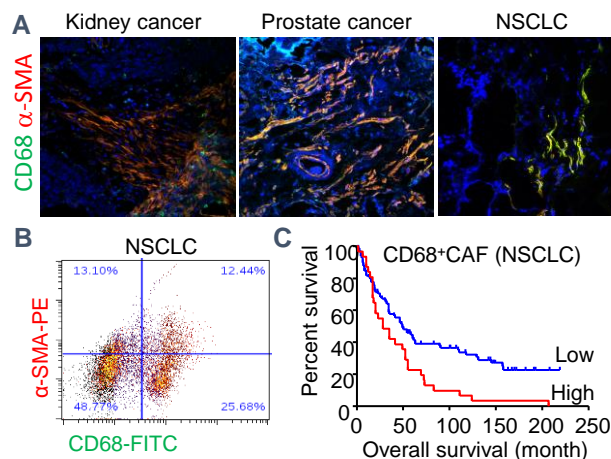 A
Kidney cancer
Prostate cancer
NSCLC
CD68 α-SMA
B
NSCLC
13.10%
12.44%
48.77%
25.68%
α-SMA-PE
CD68-FITC
C
CD68⁺CAF (NSCLC)
100
80
60
40
20
0
Percent survival
Low
High
0 50 100 150 200 250
Overall survival (month)